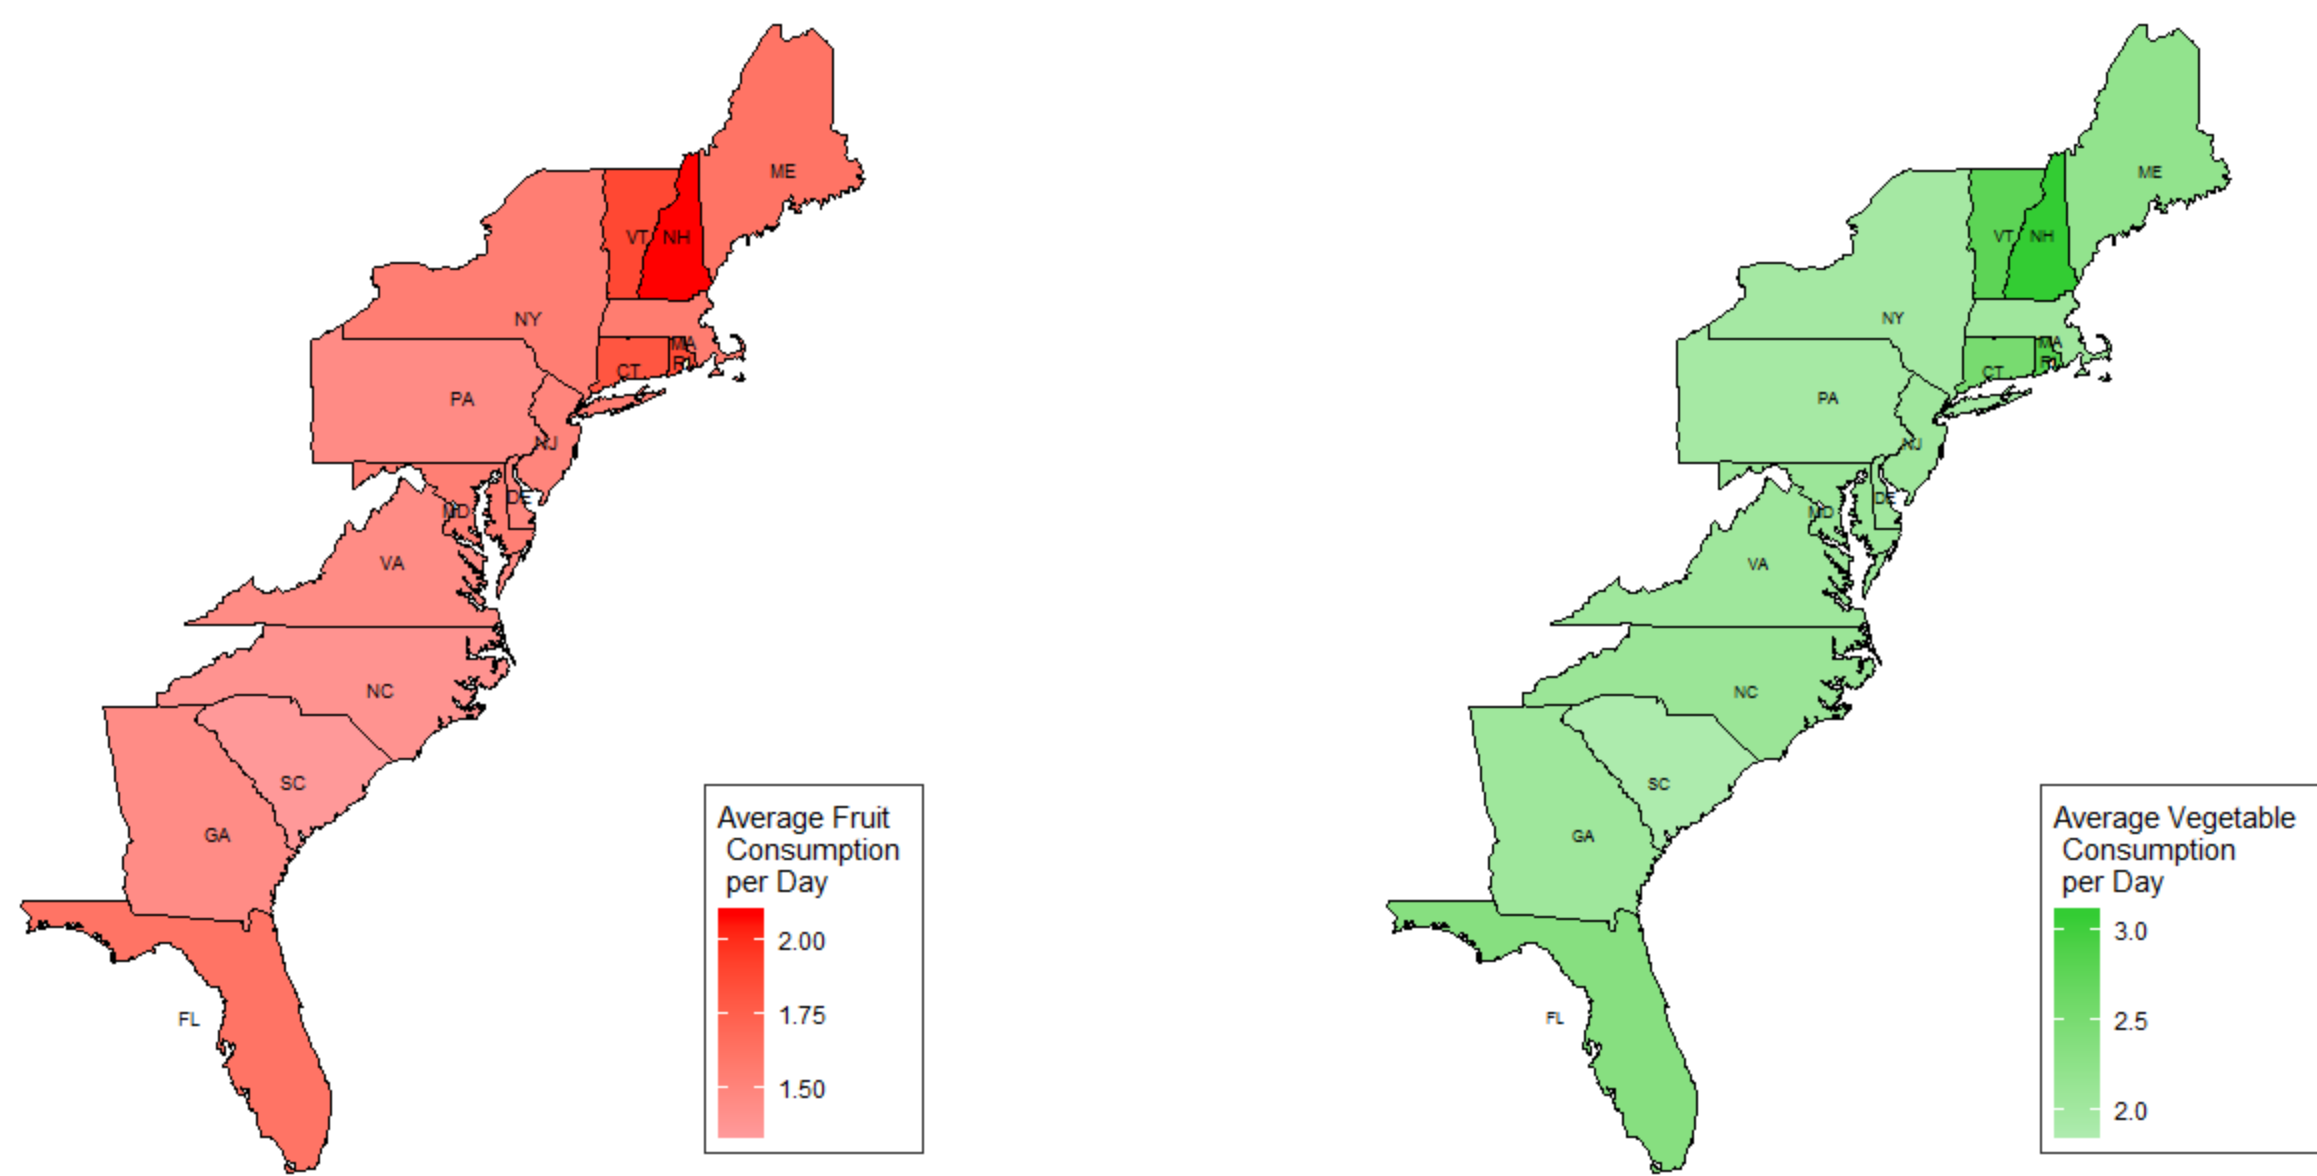 ME
VT NH
NY
MA
RI
CT
PA
NJ
DE
MD
VA
NC
SC
GA
FL
Average Fruit
Consumption
per Day
2.00
1.75
1.50
ME
VT NH
NY
MA
RI
CT
PA
NJ
DE
MD
VA
NC
SC
GA
FL
Average Vegetable
Consumption
per Day
3.0
2.5
2.0